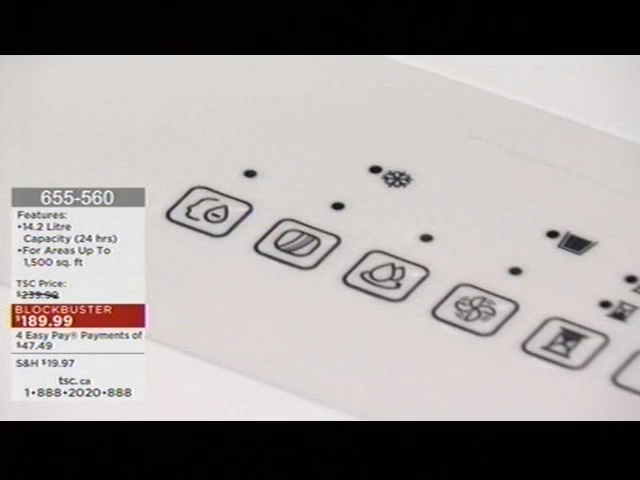 655-560
Features:
•14.2 Litre
Capacity (24 hrs)
•For Areas Up To
1,500 sq. ft
TSC Price:
$239.98
BLOCKBUSTER
$189.99
4 Easy Pay® Payments of
$47.49
S&H $19.97
tsc.ca
1•888•2020•888